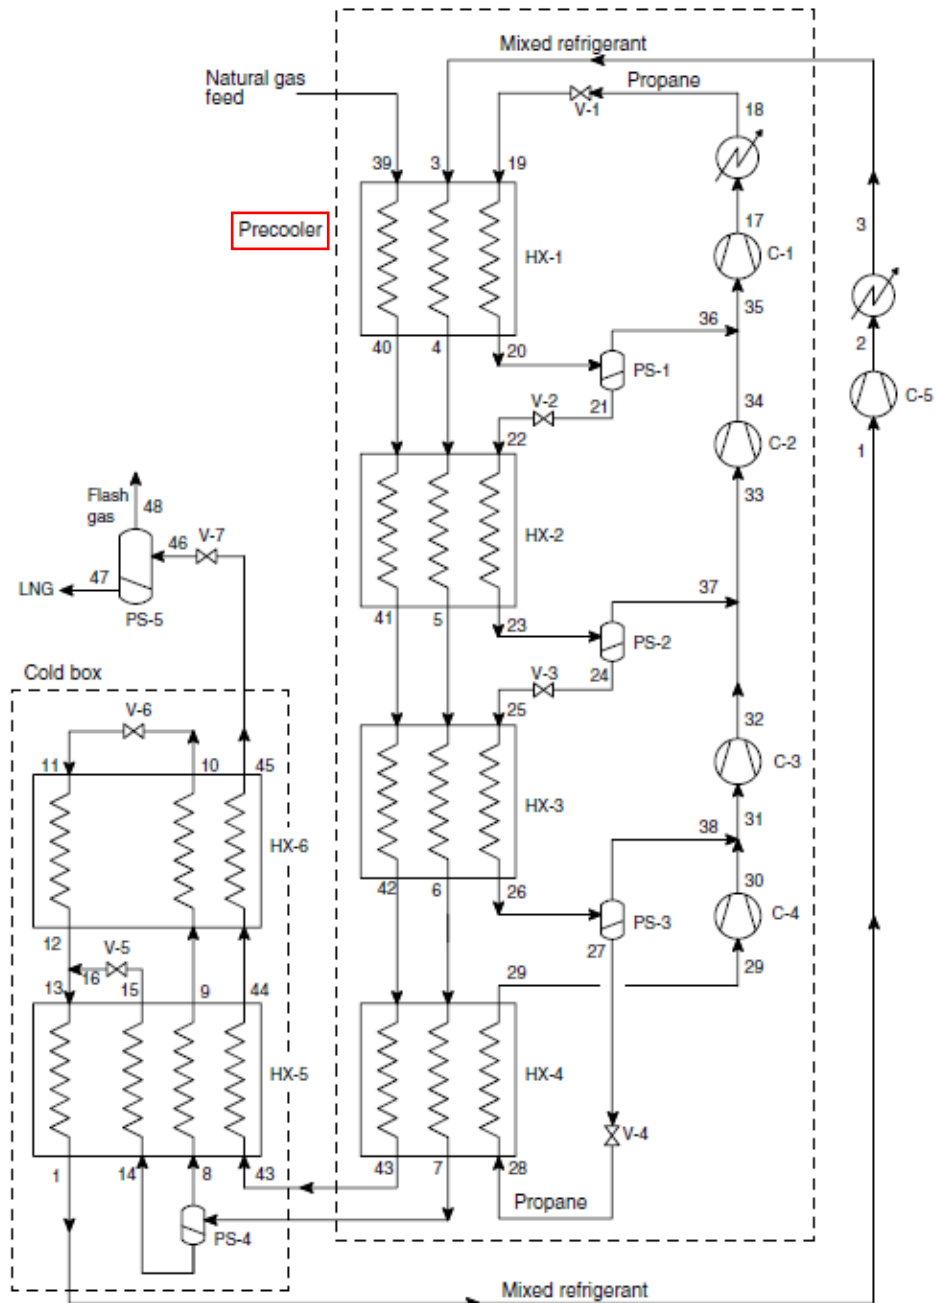 Mixed refrigerant
Natural gas
feed
Propane
V-1
18
39
3
19
17
3
Precooler
HX-1
C-1
35
36
40
4
20
PS-1
2
V-2
21
34
C-5
22
C-2
1
33
Flash
gas
48
46
V-7
HX-2
LNG
47
PS-5
37
41
5
23
PS-2
V-3
24
Cold box
25
32
V-6
11
10
45
C-3
HX-3
38
31
HX-6
42
6
26
30
PS-3
C-4
27
12
V-5
16
29
29
13
15
9
44
HX-5
HX-4
V-4
1
14
8
43
43
7
28
Propane
PS-4
Mixed refrigerant